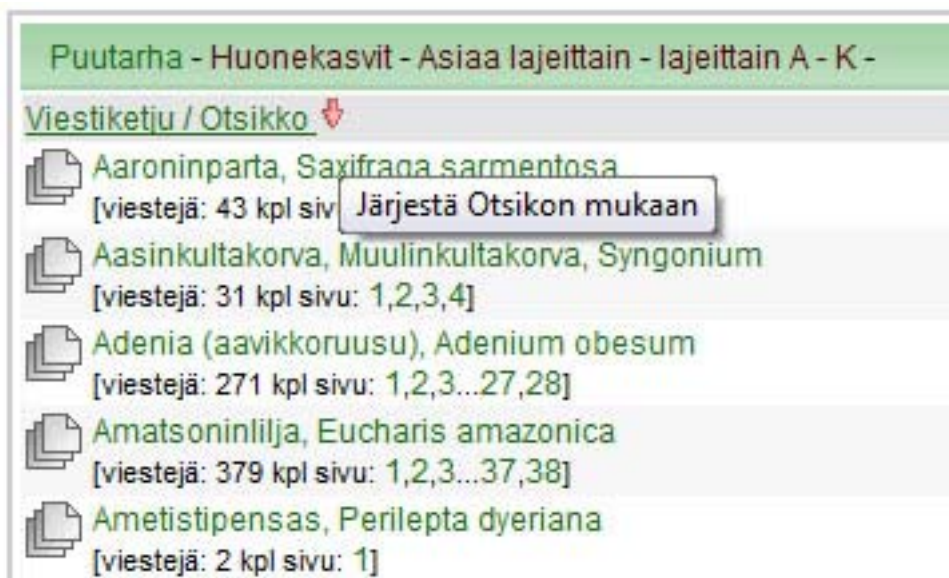 Puutarha - Huonekasvit - Asiaa lajeittain - lajeittain A - K -
Viestiketju / Otsikko
Aaroninparta, Saxifraga sarmentosa
[viestejä: 43 kpl siv
Järjestä Otsikon mukaan
Aasinkultakorva, Muulinkultakorva, Syngonium
[viestejä: 31 kpl sivu: 1,2,3,4]
Adenia (aavikkoruusu), Adenium obesum
[viestejä: 271 kpl sivu: 1,2,3...27,28]
Amatsoninlilja, Eucharis amazonica
[viestejä: 379 kpl sivu: 1,2,3...37,38]
Ametistipensas, Perilepta dyeriana
[viestejä: 2 kpl sivu: 1]